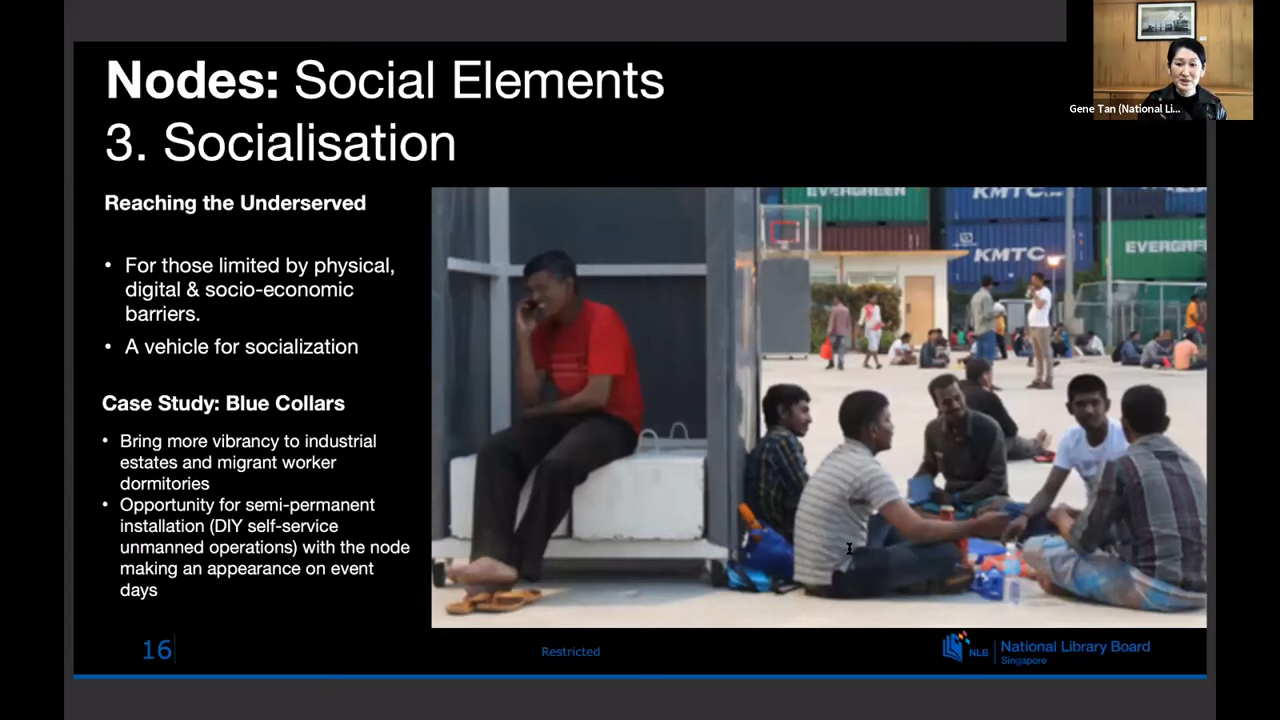 Nodes: Social Elements
3. Socialisation
Gene Tan (National Li...
Reaching the Underserved
• For those limited by physical,
digital & socio-economic
barriers.
• A vehicle for socialization
Case Study: Blue Collars
• Bring more vibrancy to industrial
estates and migrant worker
dormitories
• Opportunity for semi-permanent
installation (DIY self-service
unmanned operations) with the node
making an appearance on event
days
EVERGREEN
KMTC LINE
KMTC
EVERGRE
16
Restricted
NLB
National Library Board
Singapore